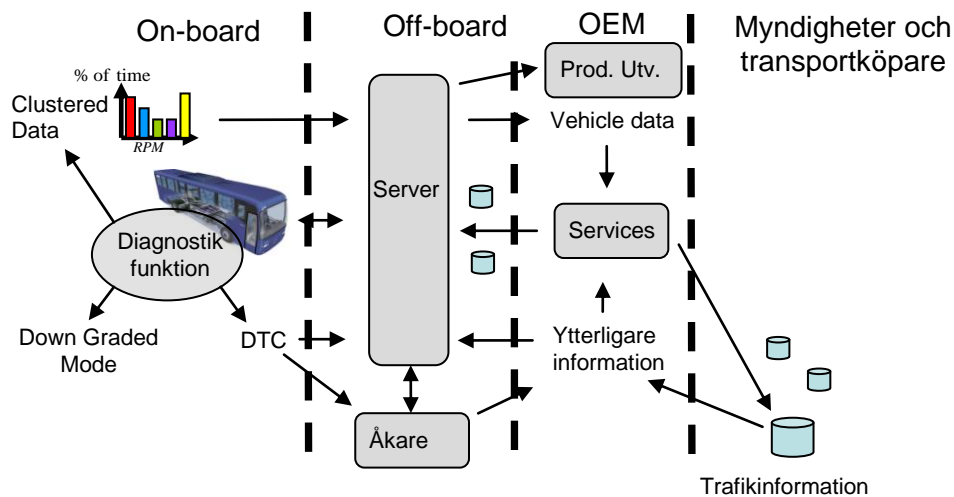 On-board
Off-board
OEM
Myndigheter och
transportköpare
% of time
Clustered
Data
RPM
Prod. Utv.
Vehicle data
Server
Services
Diagnostik
funktion
Down Graded
Mode
DTC
Ytterligare
information
Åkare
Trafikinformation